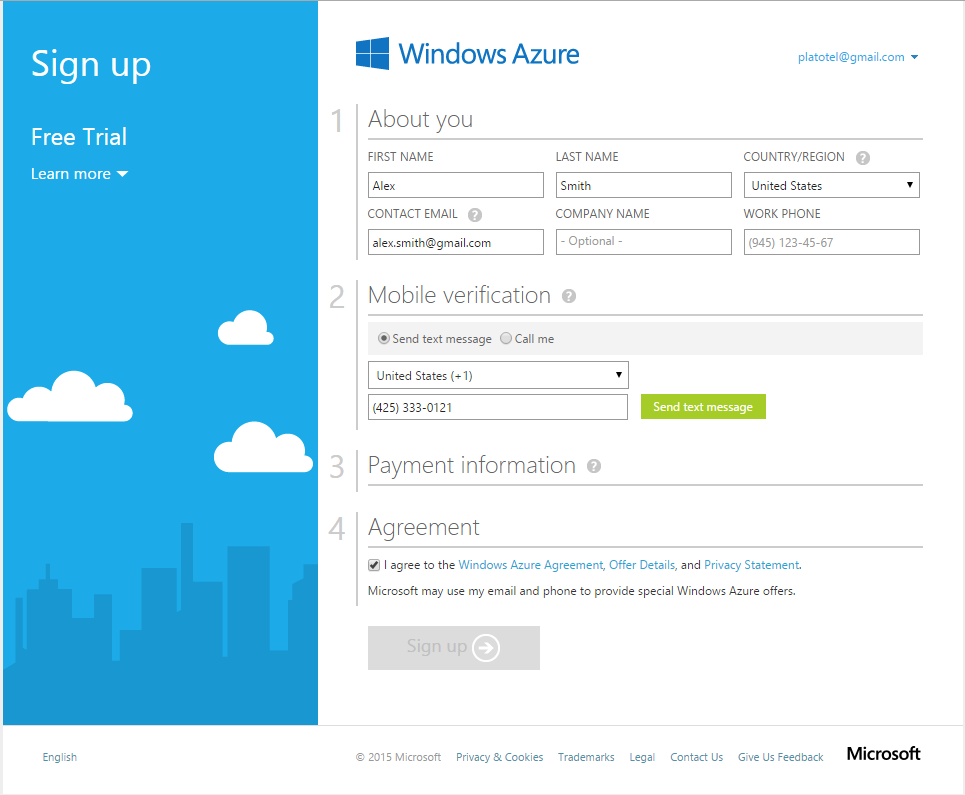 Sign up
Free Trial
Learn more
Windows Azure
platotel@gmail.com
1 About you
FIRST NAME LAST NAME COUNTRY/REGION ?
Alex Smith United States
CONTACT EMAIL ? COMPANY NAME WORK PHONE
alex.smith@gmail.com - Optional - (945) 123-45-67
2 Mobile verification ?
Send text message Call me
United States (+1)
(425) 333-0121 Send text message
3 Payment information ?
4 Agreement
I agree to the Windows Azure Agreement, Offer Details, and Privacy Statement.
Microsoft may use my email and phone to provide special Windows Azure offers.
Sign up
English © 2015 Microsoft Privacy & Cookies Trademarks Legal Contact Us Give Us Feedback Microsoft